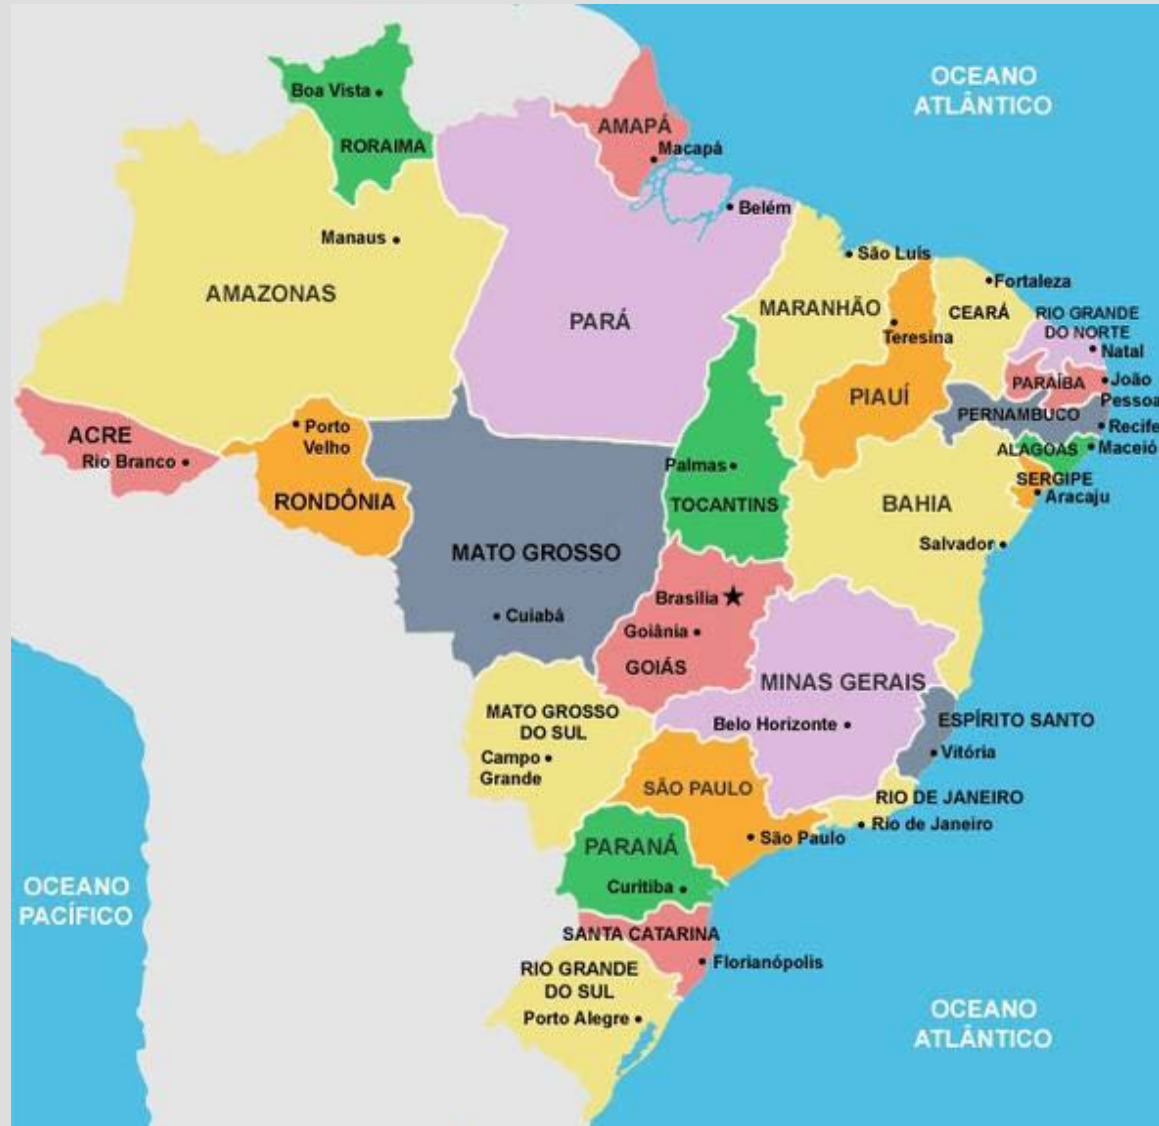 OCEANO
ATLÂNTICO
Boa Vista
RORAIMA
AMAPÁ
Macapá
Belém
Manaus
AMAZONAS
PARÁ
São Luís
MARANHÃO
Teresina
Fortaleza
CEARÁ
RIO GRANDE
DO NORTE
Natal
PARAÍBA
João
Pessoa
PIAUÍ
PERNAMBUCO
Recife
ACRE
Rio Branco
Porto
Velho
RONDÔNIA
ALAGOAS
Maceió
SERGIPE
Aracaju
Palmas
TOCANTINS
BAHIA
Salvador
MATO GROSSO
Cuiabá
Brasília
Goiânia
GOIÁS
MINAS GERAIS
Belo Horizonte
ESPÍRITO SANTO
Vitória
MATO GROSSO
DO SUL
Campo
Grande
SÃO PAULO
São Paulo
RIO DE JANEIRO
Rio de Janeiro
PARANÁ
Curitiba
OCEANO
PACÍFICO
SANTA CATARINA
Florianópolis
RIO GRANDE
DO SUL
Porto Alegre
OCEANO
ATLÂNTICO